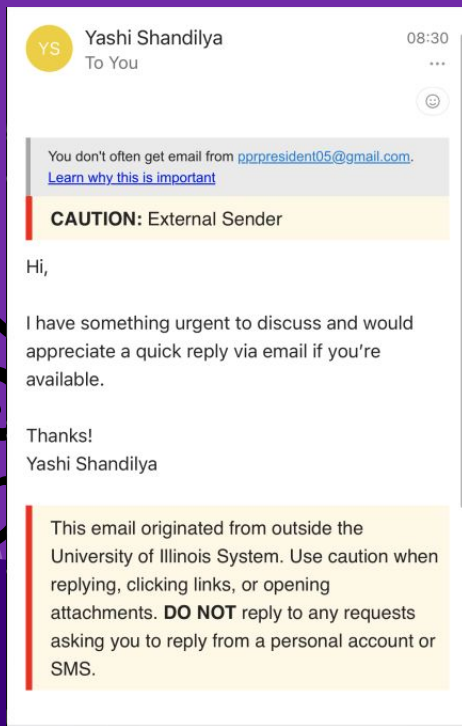 YS
Yashi Shandilya
08:30
To You
...
You don't often get email from pprpresident05@gmail.com.
Learn why this is important
CAUTION: External Sender
Hi,
I have something urgent to discuss and would
appreciate a quick reply via email if you're
available.
Thanks!
Yashi Shandilya
This email originated from outside the
University of Illinois System. Use caution when
replying, clicking links, or opening
attachments. DO NOT reply to any requests
asking you to reply from a personal account or
SMS.